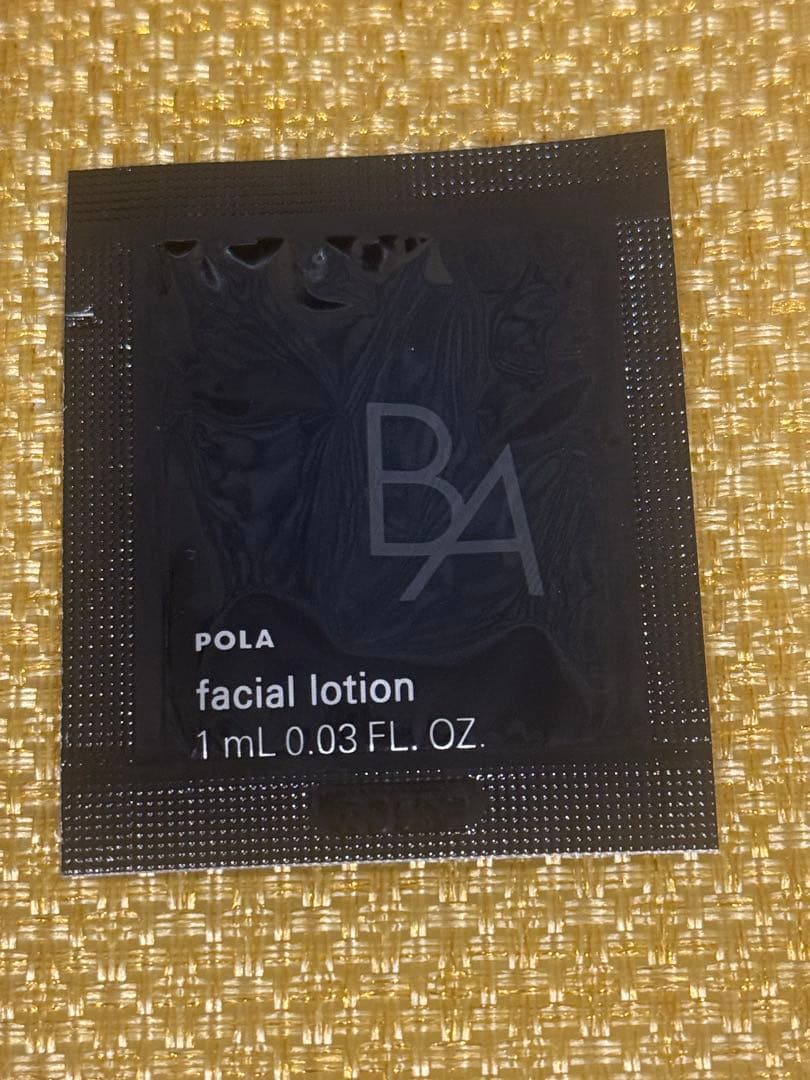 BA
POLA
facial lotion
1 mL 0.03 FL. OZ.